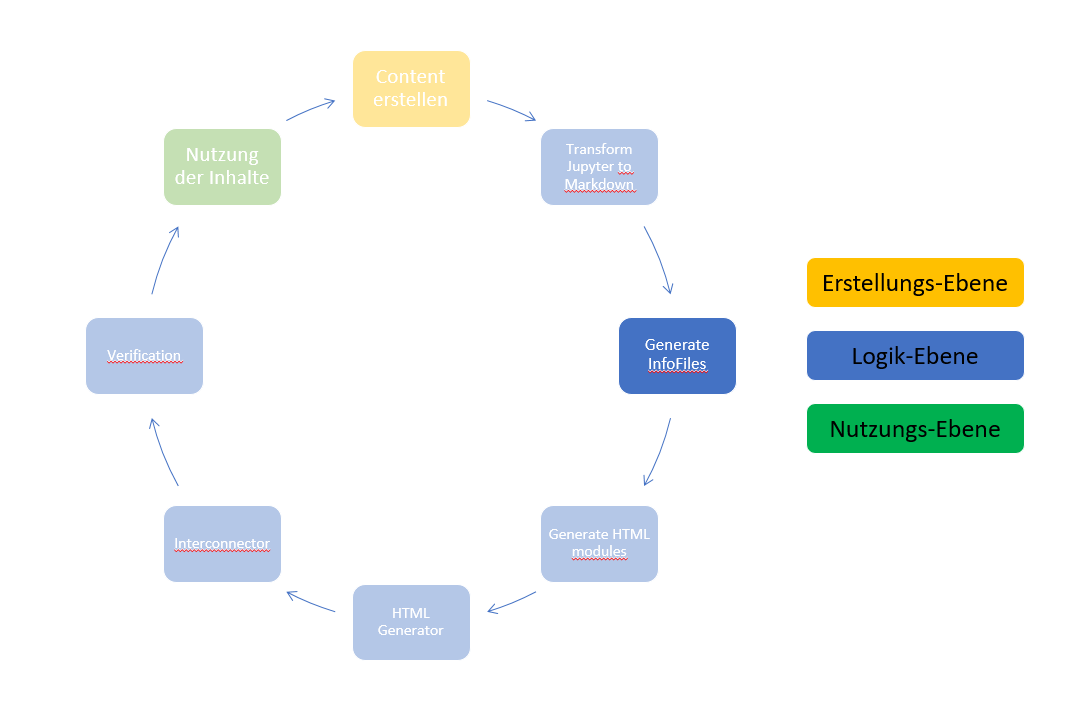 Content
erstellen
Transform
Jupyter to
Markdown
Generate
InfoFiles
Generate HTML
modules
HTML
Generator
Interconnector
Verification
Nutzung
der Inhalte
Erstellungs-Ebene
Logik-Ebene
Nutzungs-Ebene